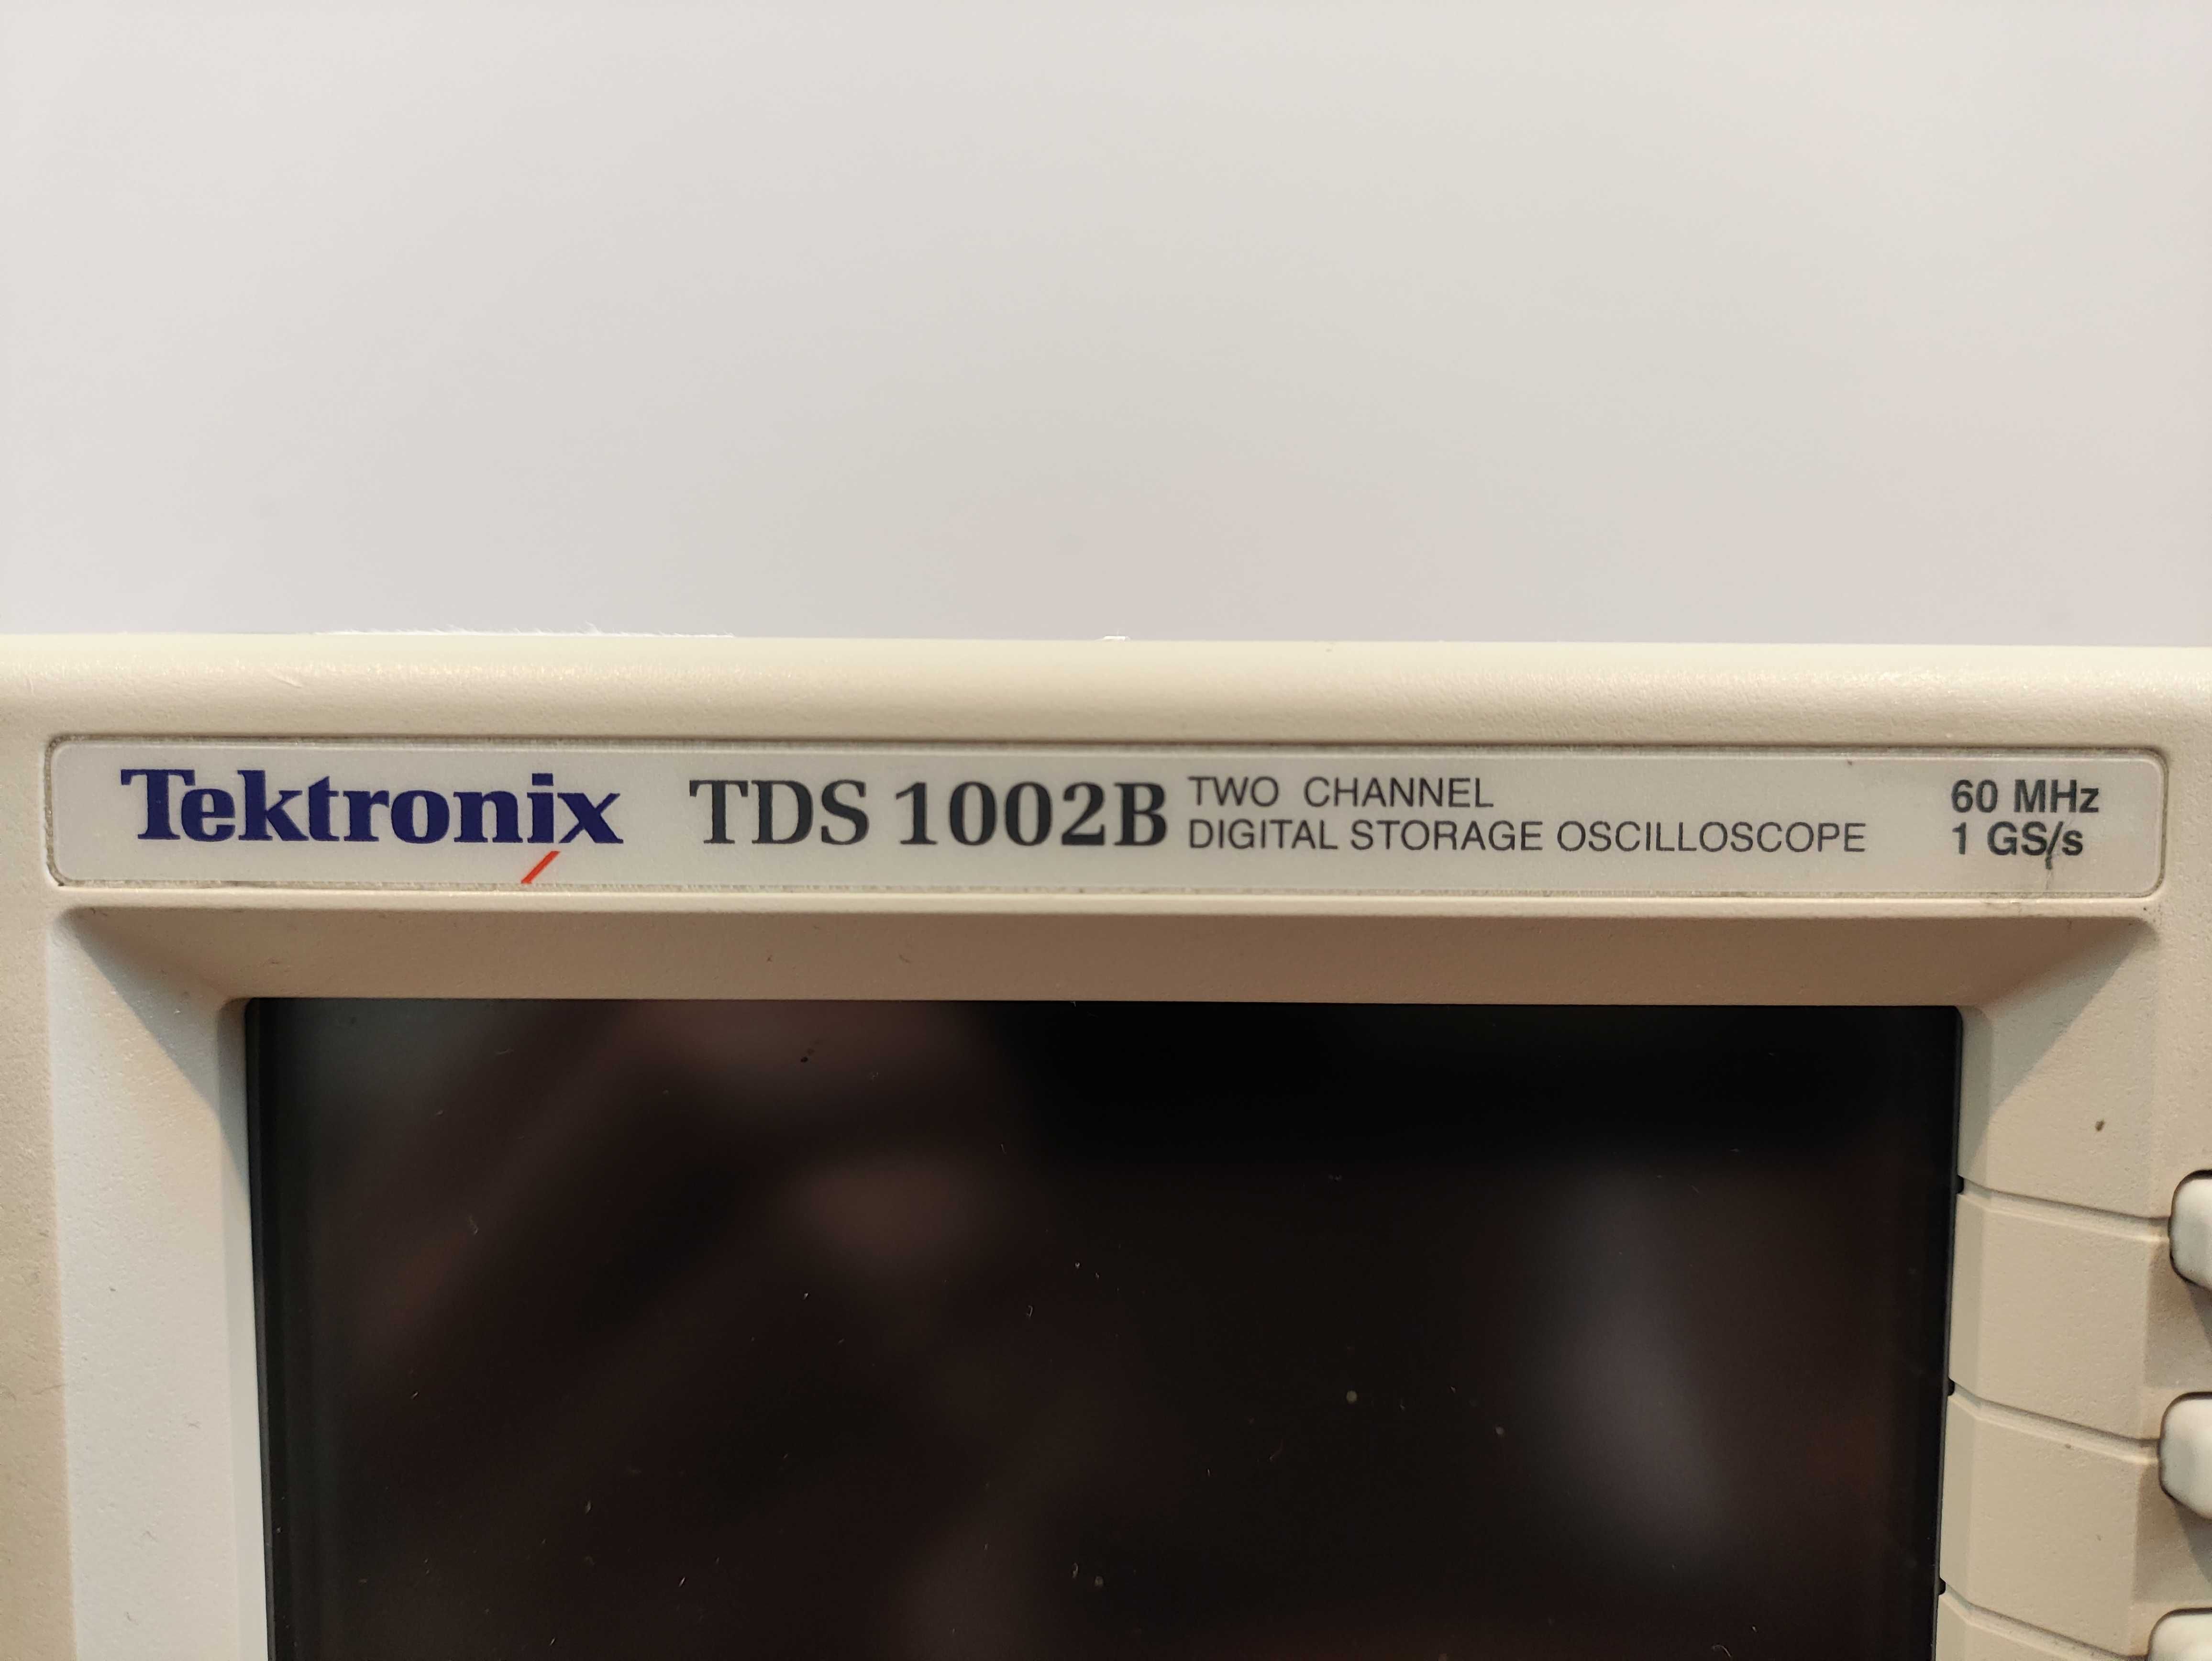 Tektronix TDS 1002B TWO CHANNEL
DIGITAL STORAGE OSCILLOSCOPE
60 MHz
1 GS/s